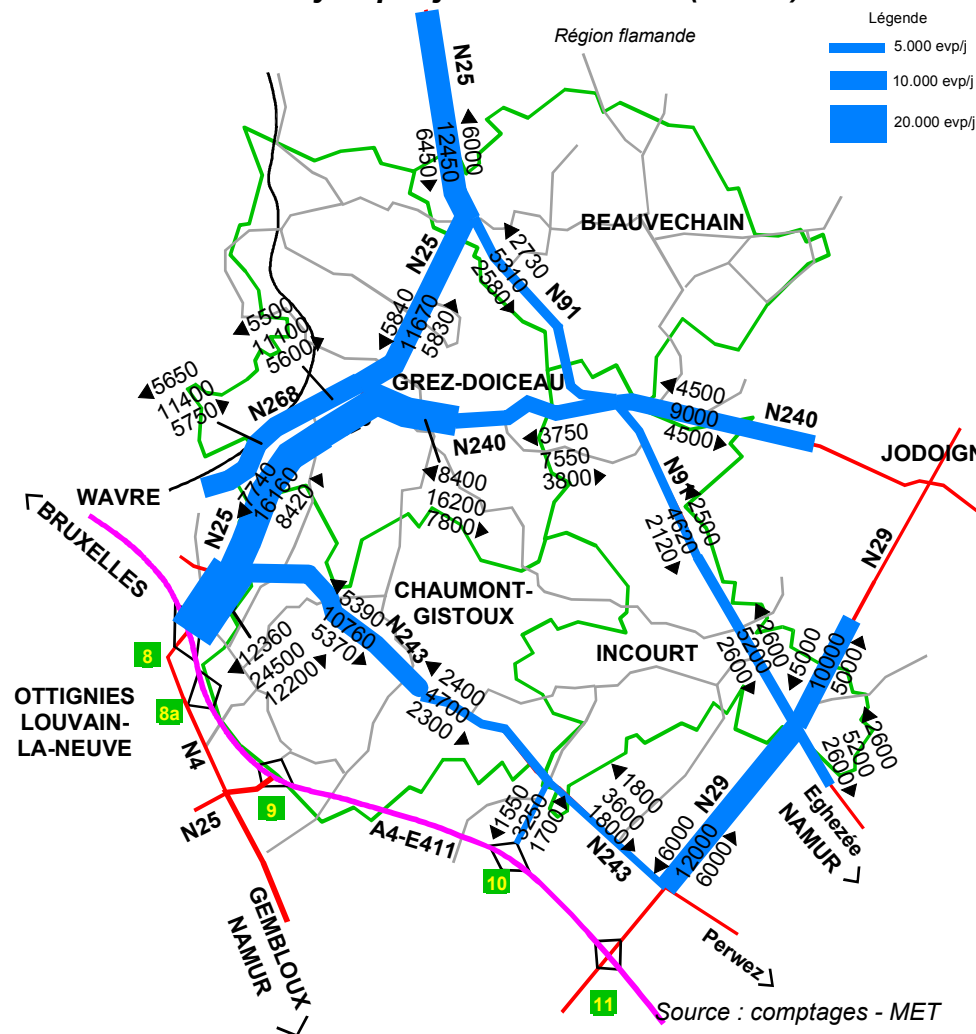 Légende
5.000 evp/j
10.000 evp/j
20.000 evp/j
Région flamande
N25
6000
12450
6450
BEAUVECHAIN
2730
5310
2580
N91
N25
5840
11670
5830
5500
11100
5600
5650
11400
5750
N268
GREZ-DOICEAU
N240
4500
9000
4500
N240
3750
7550
3800
8400
16200
7800
JODOIGN
WAVRE
7740
16160
8420
N25
BRUXELLES
N91
2500
4620
2120
N29
CHAUMONT-
GISTOUX
5390
10760
5370
N243
INCOURT
2600
5200
2600
5000
10000
5000
8
12360
24500
12200
2400
4700
2300
OTTIGNIES
LOUVAIN-
LA-NEUVE
8a
N4
2600
5200
2600
9
N25
A4-E411
1550
3250
1700
1800
3600
1800
N243
N29
6000
12000
6000
Eghezée
NAMUR
10
GEMBLOUX
NAMUR
Perwez
11
Source : comptages - MET